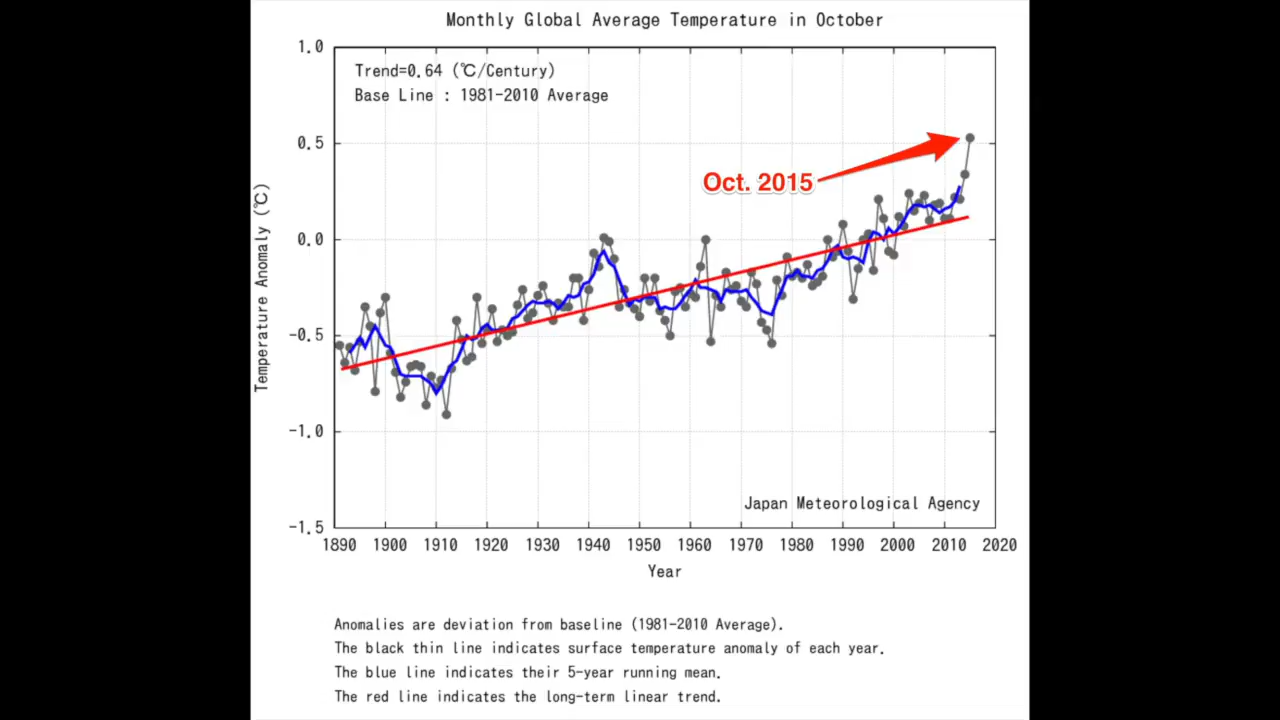 Monthly Global Average Temperature in October
Trend=0.64 (℃/Century)
Base Line : 1981-2010 Average
Oct. 2015
Temperature Anomaly (℃)
1.0
0.5
0.0
-0.5
-1.0
-1.5
Japan Meteorological Agency
1890 1900 1910 1920 1930 1940 1950 1960 1970 1980 1990 2000 2010 2020
Year
Anomalies are deviation from baseline (1981-2010 Average).
The black thin line indicates surface temperature anomaly of each year.
The blue line indicates their 5-year running mean.
The red line indicates the long-term linear trend.